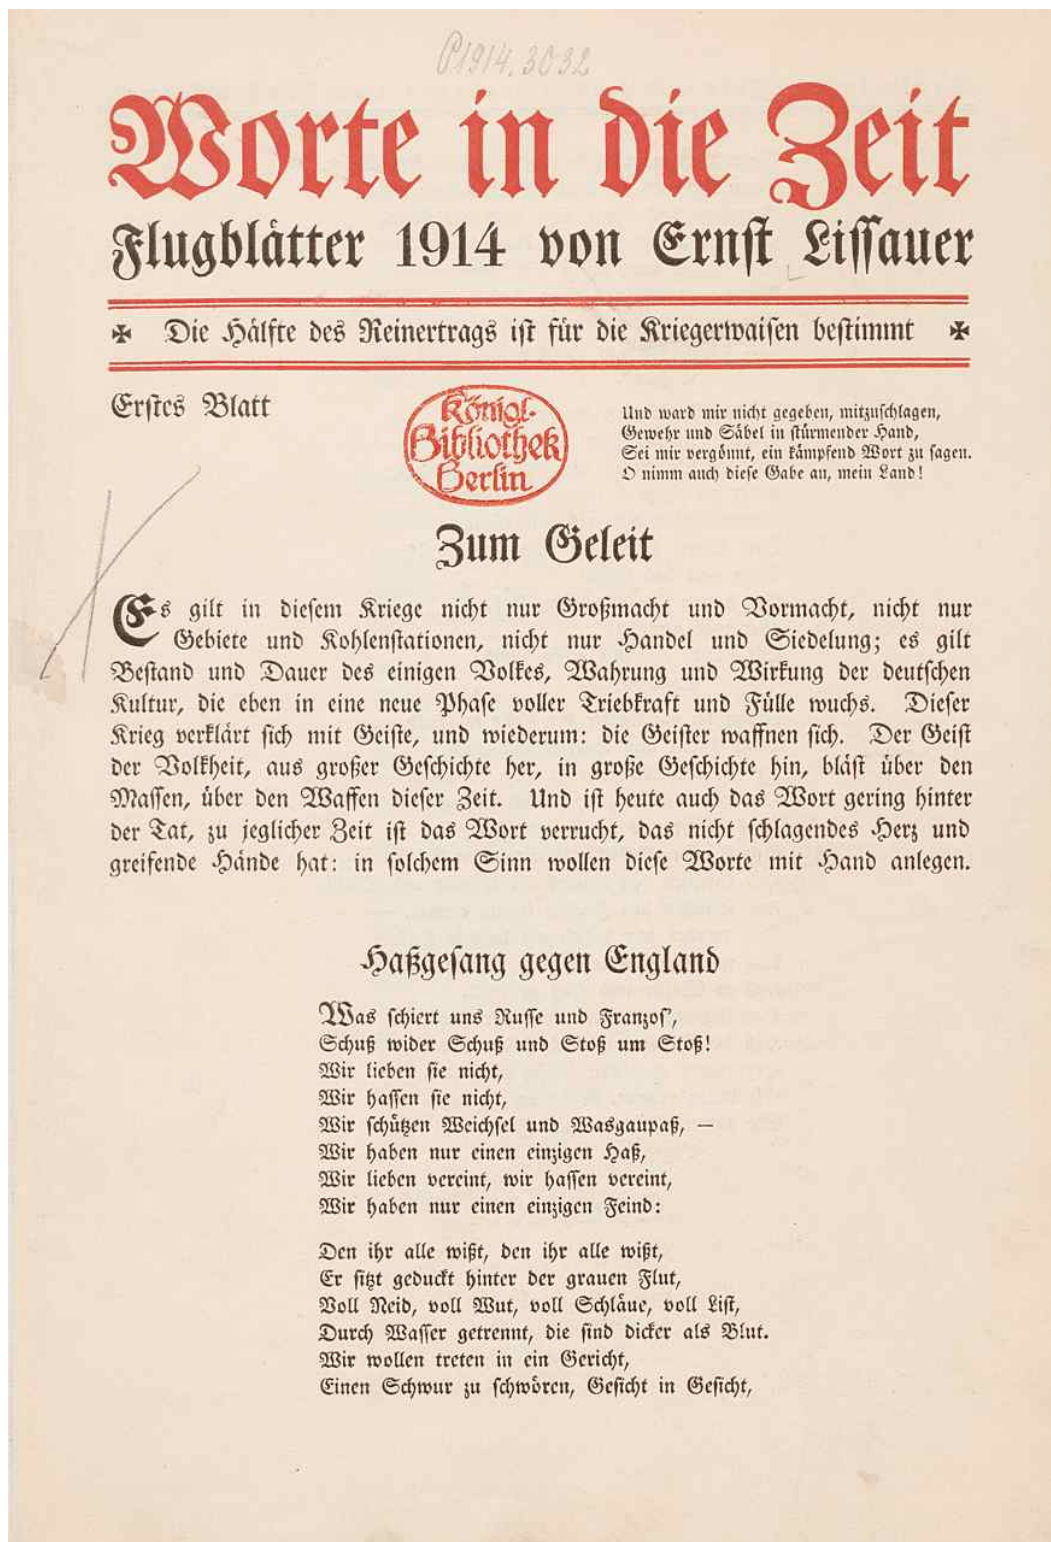 P1914.3032
Worte in die Zeit
Flugblätter 1914 von Ernst Lissauer
✠ Die Hälfte des Reinertrags ist für die Kriegerwaisen bestimmt ✠
Erstes Blatt
Königl.
Bibliothek
Berlin
Und ward mir nicht gegeben, mitzuschlagen,
Gewehr und Säbel in stürmender Hand,
Sei mir vergönnt, ein kämpfend Wort zu sagen.
O nimm auch diese Gabe an, mein Land!
Zum Geleit
Es gilt in diesem Kriege nicht nur Großmacht und Vormacht, nicht nur
Gebiete und Kohlenstationen, nicht nur Handel und Siedelung; es gilt
Bestand und Dauer des einigen Volkes, Wahrung und Wirkung der deutschen
Kultur, die eben in eine neue Phase voller Triebkraft und Fülle wuchs. Dieser
Krieg verklärt sich mit Geiste, und wiederum: die Geister waffnen sich. Der Geist
der Volkheit, aus großer Geschichte her, in große Geschichte hin, bläst über den
Massen, über den Waffen dieser Zeit. Und ist heute auch das Wort gering hinter
der Tat, zu jeglicher Zeit ist das Wort verrucht, das nicht schlagendes Herz und
greifende Hände hat: in solchem Sinn wollen diese Worte mit Hand anlegen.
Haßgesang gegen England
Was schiert uns Russe und Franzos',
Schuß wider Schuß und Stoß um Stoß!
Wir lieben sie nicht,
Wir hassen sie nicht,
Wir schützen Weichsel und Wasgaupaß, —
Wir haben nur einen einzigen Haß,
Wir lieben vereint, wir hassen vereint,
Wir haben nur einen einzigen Feind:
Den ihr alle wißt, den ihr alle wißt,
Er sitzt geduckt hinter der grauen Flut,
Voll Neid, voll Wut, voll Schläue, voll List,
Durch Wasser getrennt, die sind dicker als Blut.
Wir wollen treten in ein Gericht,
Einen Schwur zu schwören, Gesicht in Gesicht,